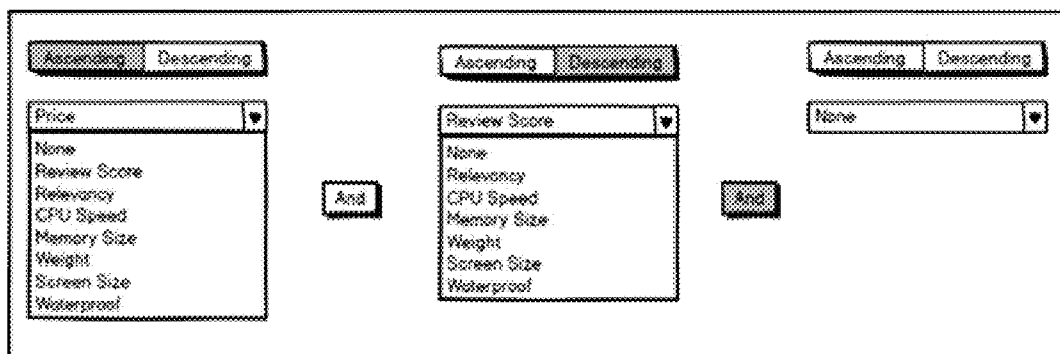 Ascending Descending
Price
None
Review Score
Relevancy
CPU Speed
Memory Size
Weight
Screen Size
Waterproof
And
Ascending Descending
Review Score
None
Relevancy
CPU Speed
Memory Size
Weight
Screen Size
Waterproof
And
Ascending Descending
None